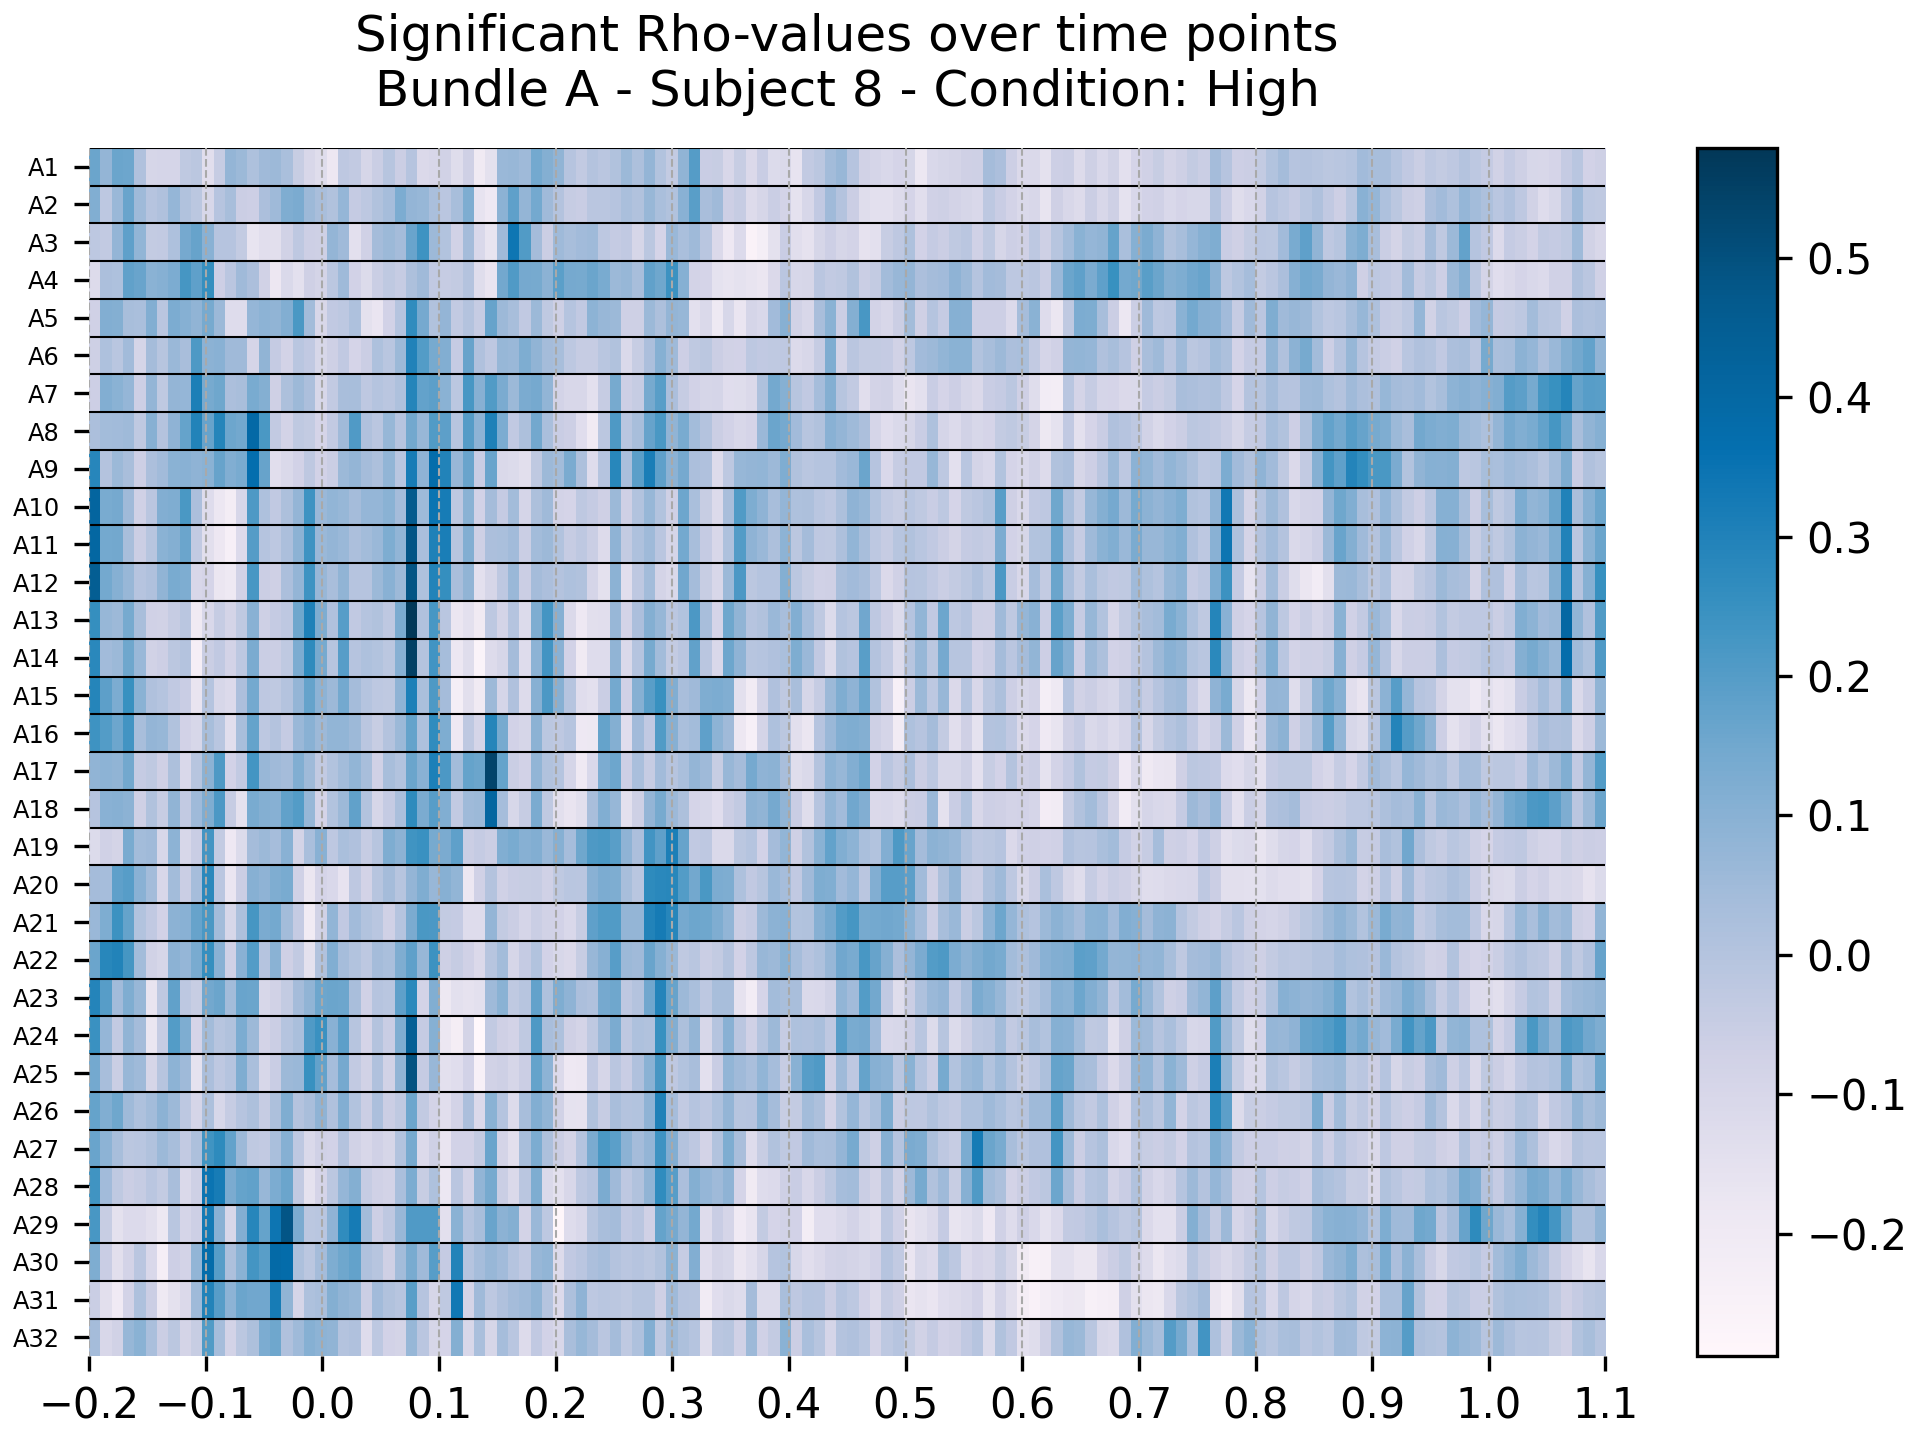 Significant Rho-values over time points
Bundle A - Subject 8 - Condition: High
A1
A2
A3
A4
A5
A6
A7
A8
A9
A10
A11
A12
A13
A14
A15
A16
A17
A18
A19
A20
A21
A22
A23
A24
A25
A26
A27
A28
A29
A30
A31
A32
−0.2 −0.1 0.0 0.1 0.2 0.3 0.4 0.5 0.6 0.7 0.8 0.9 1.0 1.1
0.5
0.4
0.3
0.2
0.1
0.0
−0.1
−0.2